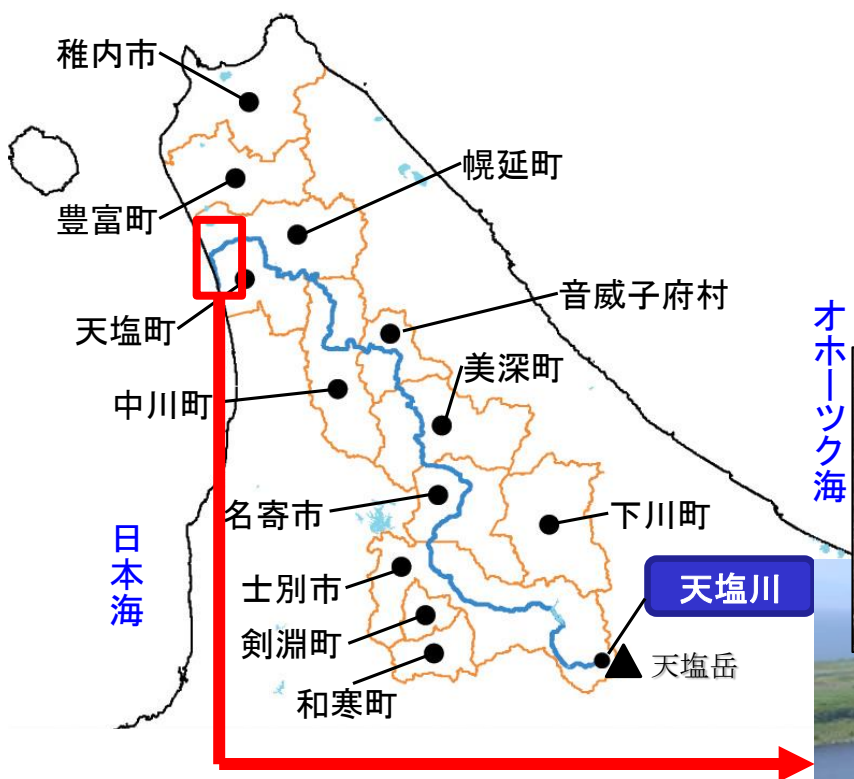 稚内市
幌延町
豊富町
音威子府村
天塩町
美深町
中川町
オホーツク海
名寄市
下川町
日本海
士別市
天塩川
剣淵町
天塩岳
和寒町